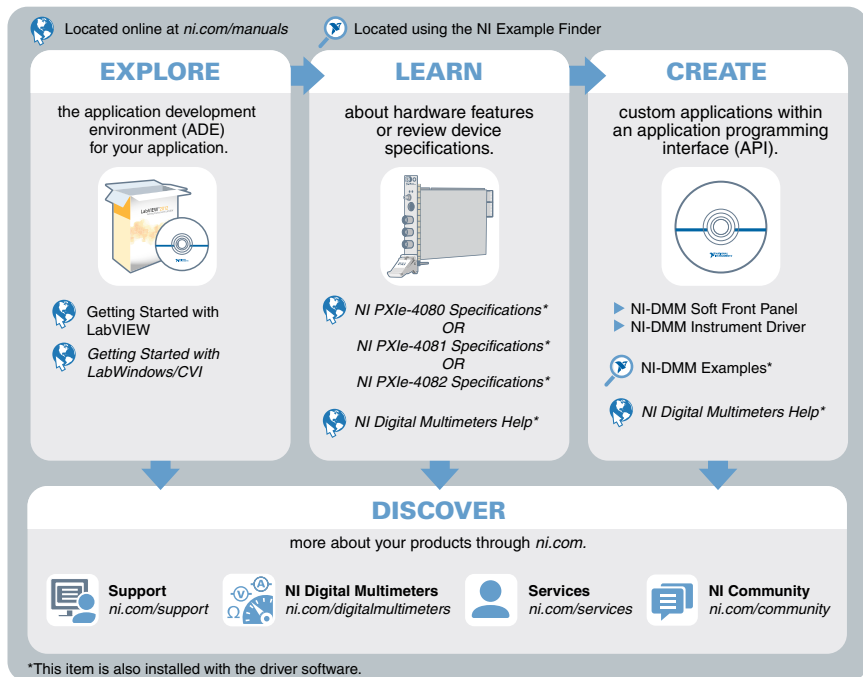 Located online at ni.com/manuals
Located using the NI Example Finder
EXPLORE
the application development
environment (ADE)
for your application.
LabVIEW
Getting Started with
LabVIEW
Getting Started with
LabWindows/CVI
LEARN
about hardware features
or review device
specifications.
NI PXIe-4080 Specifications*
OR
NI PXIe-4081 Specifications*
OR
NI PXIe-4082 Specifications*
NI Digital Multimeters Help*
CREATE
custom applications within
an application programming
interface (API).
NI-DMM Soft Front Panel
NI-DMM Instrument Driver
NI-DMM Examples*
NI Digital Multimeters Help*
DISCOVER
more about your products through ni.com.
Support
ni.com/support
V
A
Ω
NI Digital Multimeters
ni.com/digitalmultimeters
Services
ni.com/services
NI Community
ni.com/community
*This item is also installed with the driver software.